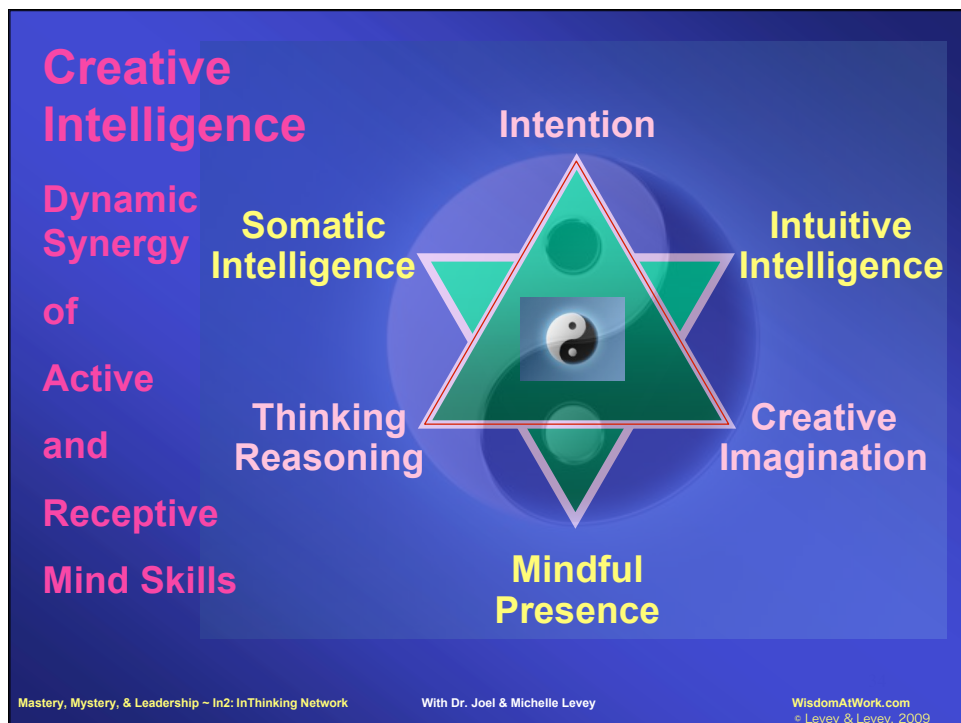 Creative
Intelligence
Dynamic
Synergy
of
Active
and
Receptive
Mind Skills
Intention
Somatic
Intelligence
Intuitive
Intelligence
Thinking
Reasoning
Creative
Imagination
Mindful
Presence
Mastery, Mystery, & Leadership ~ In2: InThinking Network
With Dr. Joel & Michelle Levey
WisdomAtWork.com
© Levey & Levey, 2009